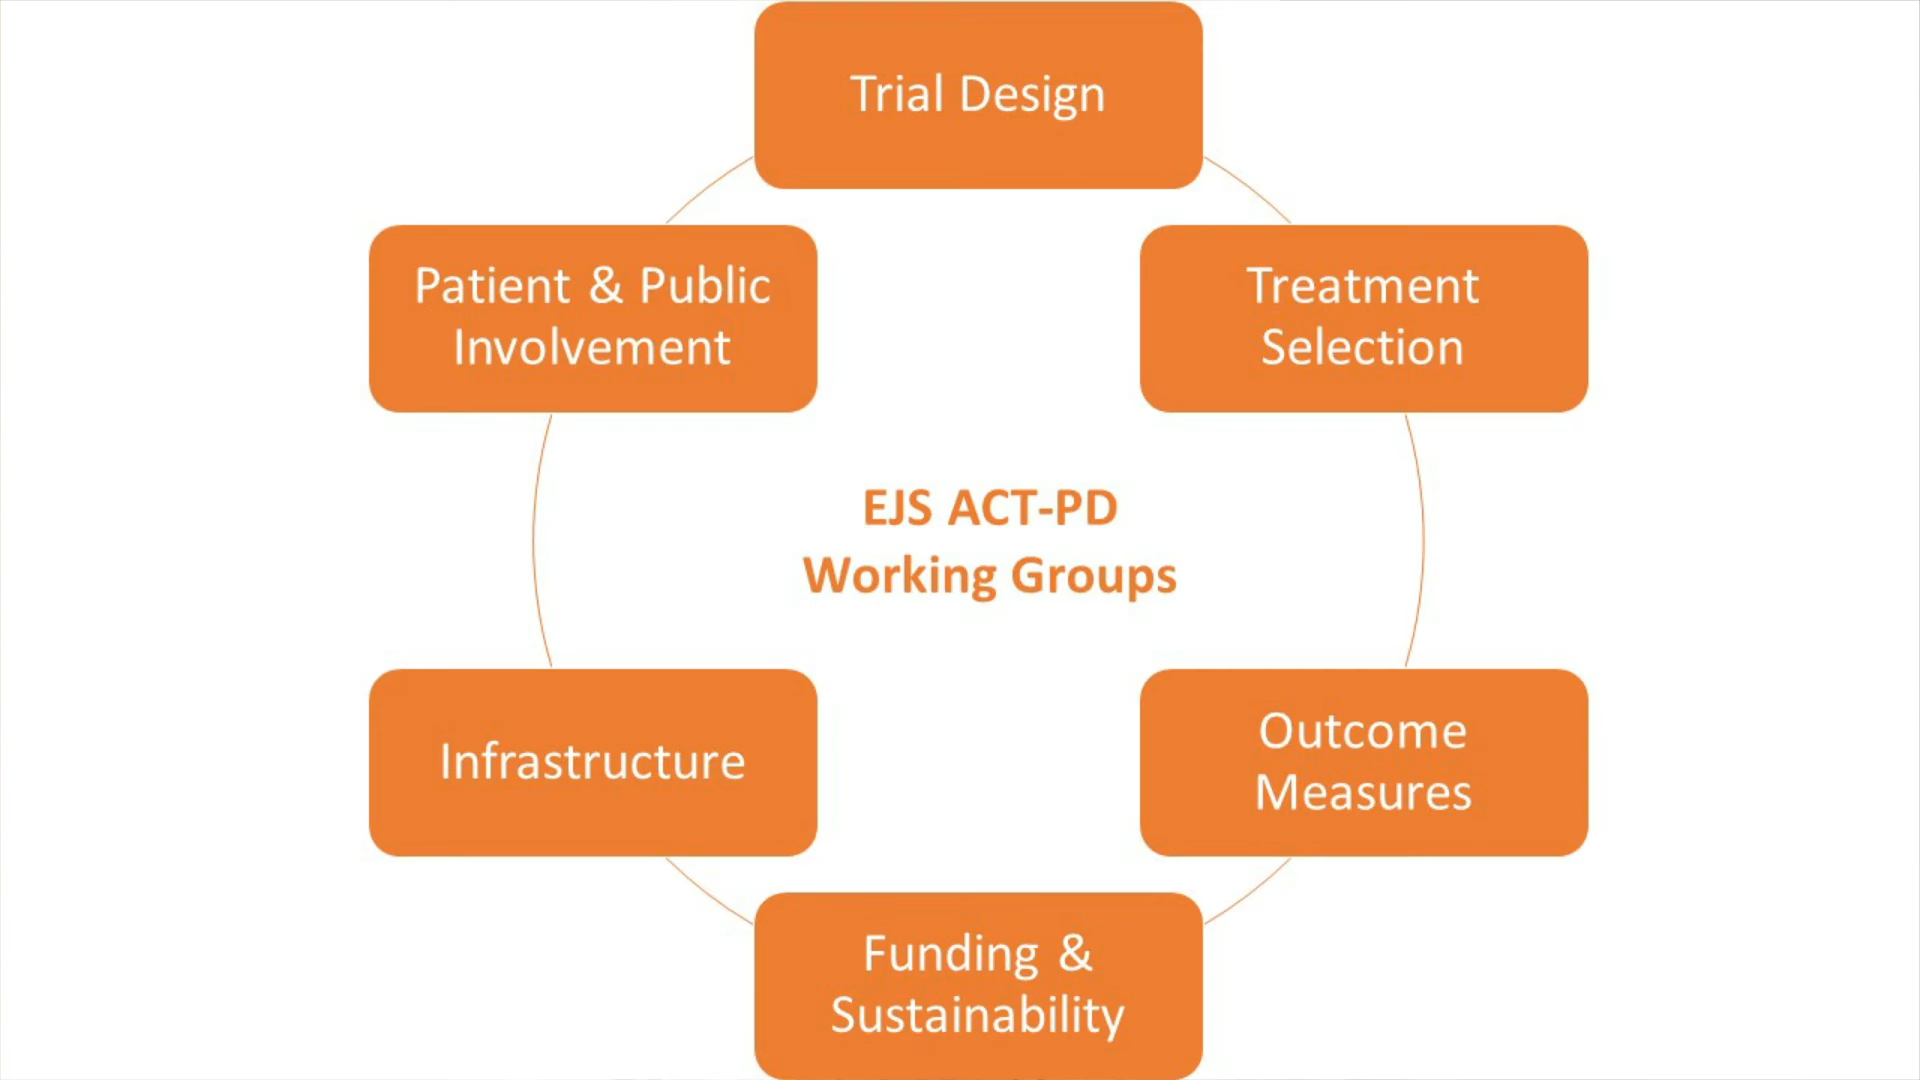 Trial Design
Patient & Public
Involvement
Treatment
Selection
EJS ACT-PD
Working Groups
Infrastructure
Outcome
Measures
Funding &
Sustainability